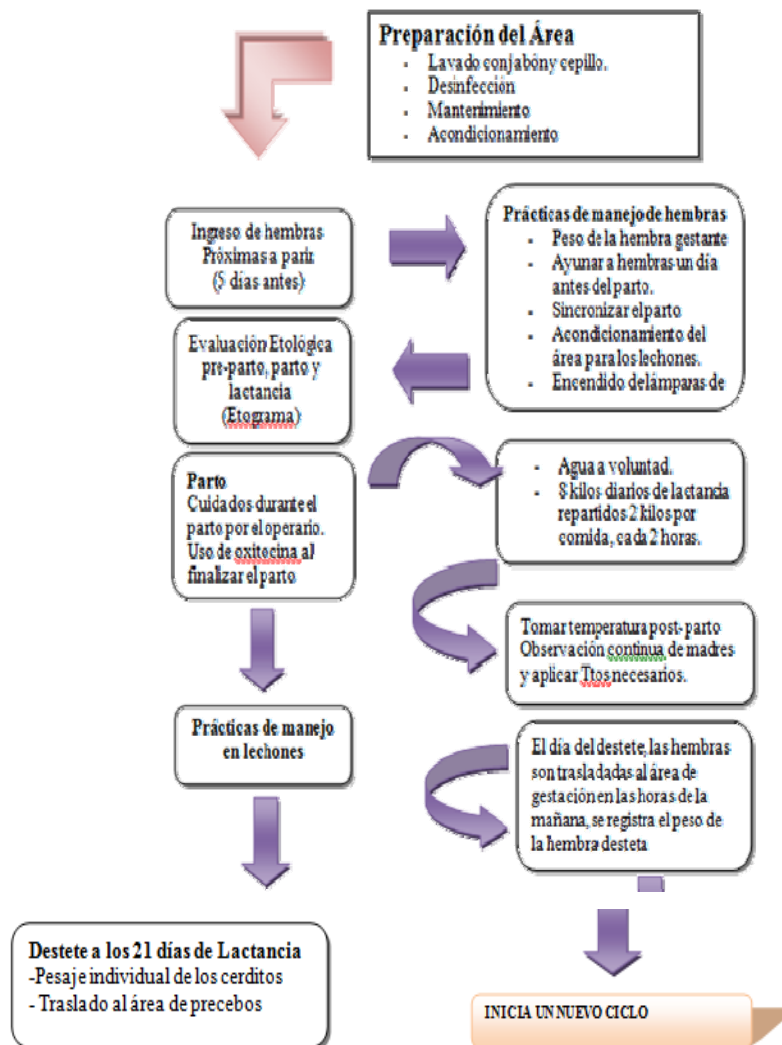 Preparación del Área
- Lavado con jabón y cepillo.
- Desinfección
- Mantenimiento
- Acondicionamiento
Ingreso de hembras
Próximas a parir
(5 días antes)
Prácticas de manejo de hembras
- Peso de la hembra gestante
- Ayunar a hembras un día
antes del parto.
- Sincronizar el parto
- Acondicionamiento del
área para los lechones.
- Encendido de lámparas de
Evaluación Etológica
pre-parto, parto y
lactancia
(Etograma)
Parto
Cuidados durante el
parto por el operario.
Uso de oxitocina al
finalizar el parto
- Agua a voluntad.
- 8 kilos diarios de lactancia
repartidos 2 kilos por
comida, cada 2 horas.
Tomar temperatura post- parto
Observación continua de madres
y aplicar Ttos necesarios.
Prácticas de manejo
en lechones
El día del destete, las hembras
son trasladadas al área de
gestación en las horas de la
mañana, se registra el peso de
la hembra desteta
Destete a los 21 días de Lactancia
-Pesaje individual de los cerditos
- Traslado al área de precebos
INICIA UN NUEVO CICLO